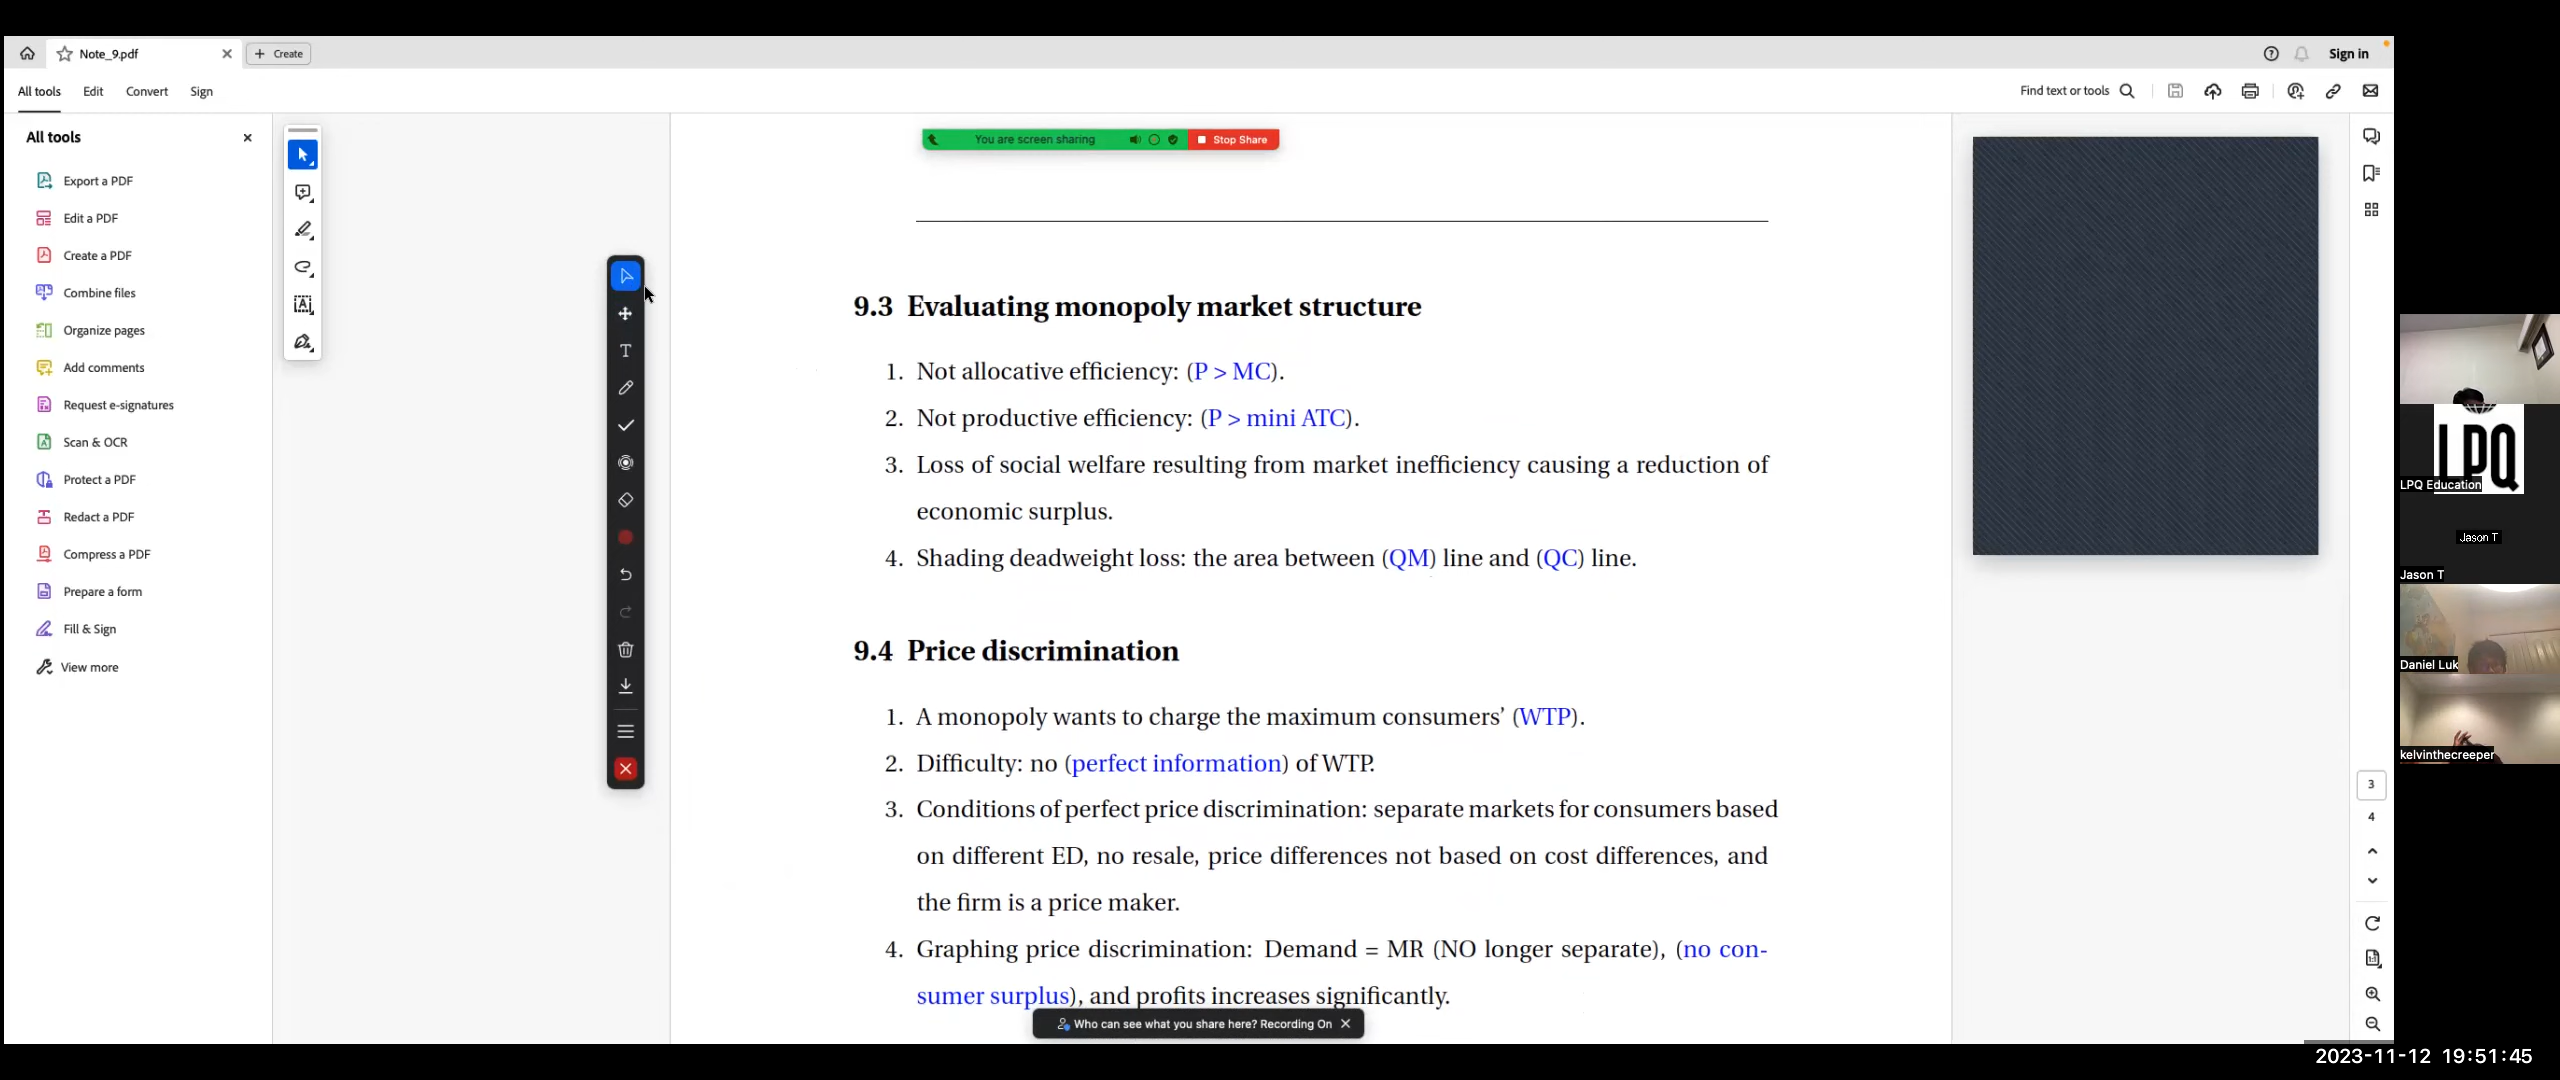 Note_9.pdf
Create
Sign in
All tools
Edit
Convert
Sign
Find text or tools
All tools
Export a PDF
Edit a PDF
Create a PDF
Combine files
Organize pages
Add comments
Request e-signatures
Scan & OCR
Protect a PDF
Redact a PDF
Compress a PDF
Prepare a form
Fill & Sign
View more
You are screen sharing
Stop Share
9.3 Evaluating monopoly market structure
1. Not allocative efficiency: (P > MC).
2. Not productive efficiency: (P > mini ATC).
3. Loss of social welfare resulting from market inefficiency causing a reduction of
economic surplus.
4. Shading deadweight loss: the area between (QM) line and (QC) line.
9.4 Price discrimination
1. A monopoly wants to charge the maximum consumers’ (WTP).
2. Difficulty: no (perfect information) of WTP.
3. Conditions of perfect price discrimination: separate markets for consumers based
on different ED, no resale, price differences not based on cost differences, and
the firm is a price maker.
4. Graphing price discrimination: Demand = MR (NO longer separate), (no con-
sumer surplus), and profits increases significantly.
Who can see what you share here? Recording On
3
4
LPQ
LPQ Education
Jason T
Jason T
Daniel Luk
kelvinthecreeper
2023-11-12 19:51:45